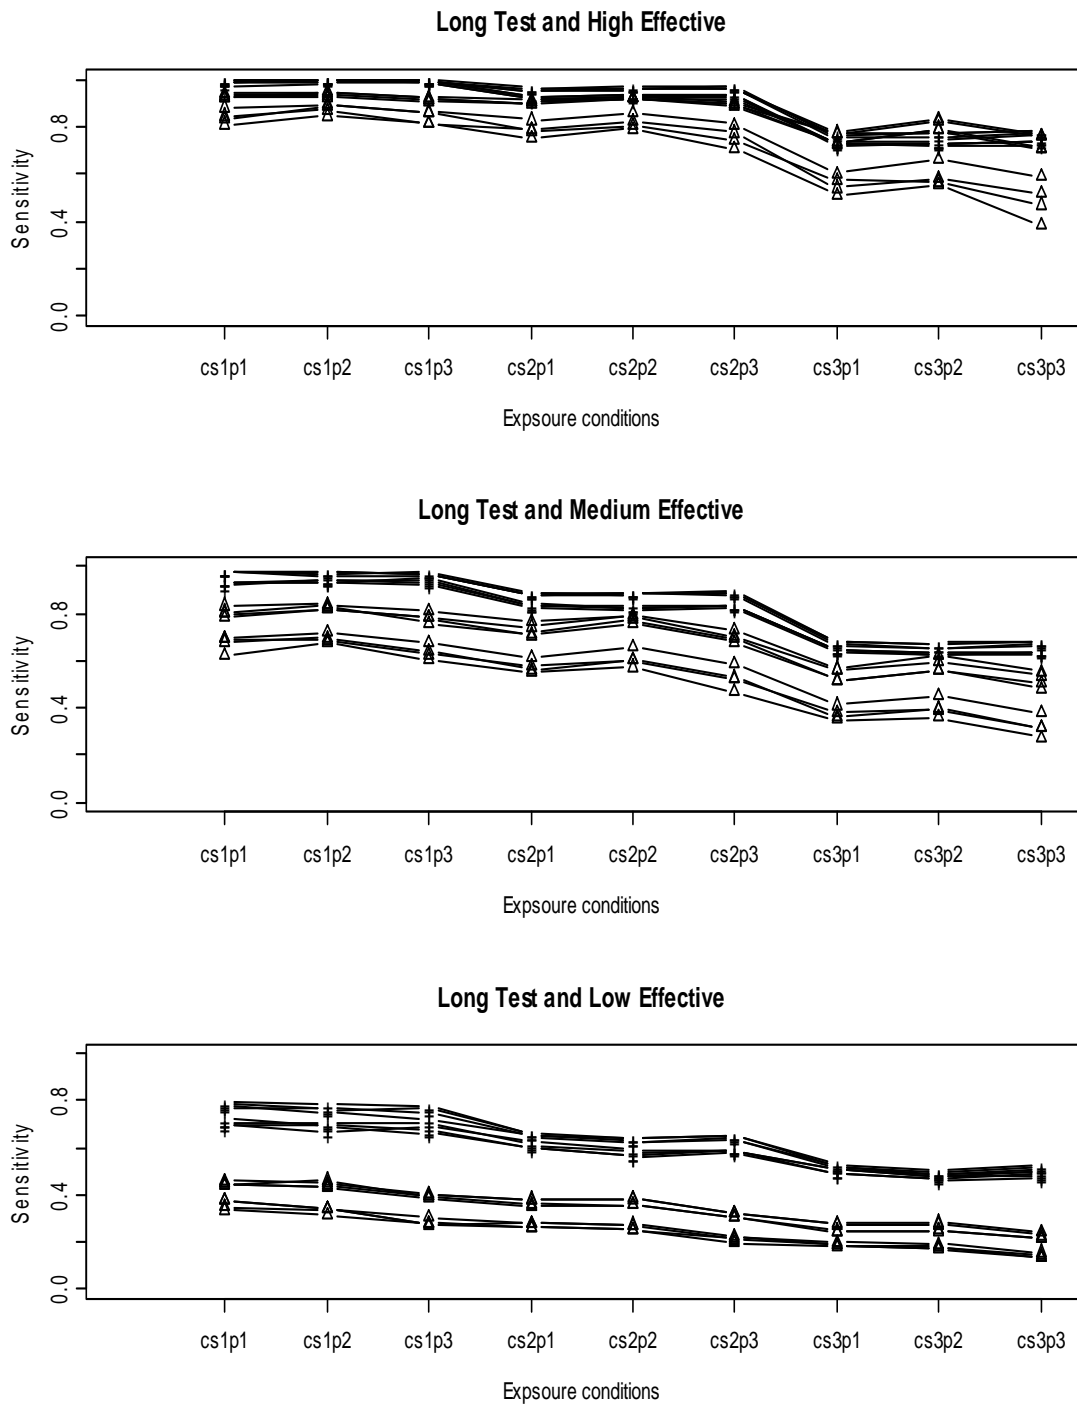 Long Test and High Effective
Sensitivity
0.8
0.4
0.0
cs1p1 cs1p2 cs1p3 cs2p1 cs2p2 cs2p3 cs3p1 cs3p2 cs3p3
Expsoure conditions
Long Test and Medium Effective
Sensitivity
0.8
0.4
0.0
cs1p1 cs1p2 cs1p3 cs2p1 cs2p2 cs2p3 cs3p1 cs3p2 cs3p3
Expsoure conditions
Long Test and Low Effective
Sensitivity
0.8
0.4
0.0
cs1p1 cs1p2 cs1p3 cs2p1 cs2p2 cs2p3 cs3p1 cs3p2 cs3p3
Expsoure conditions